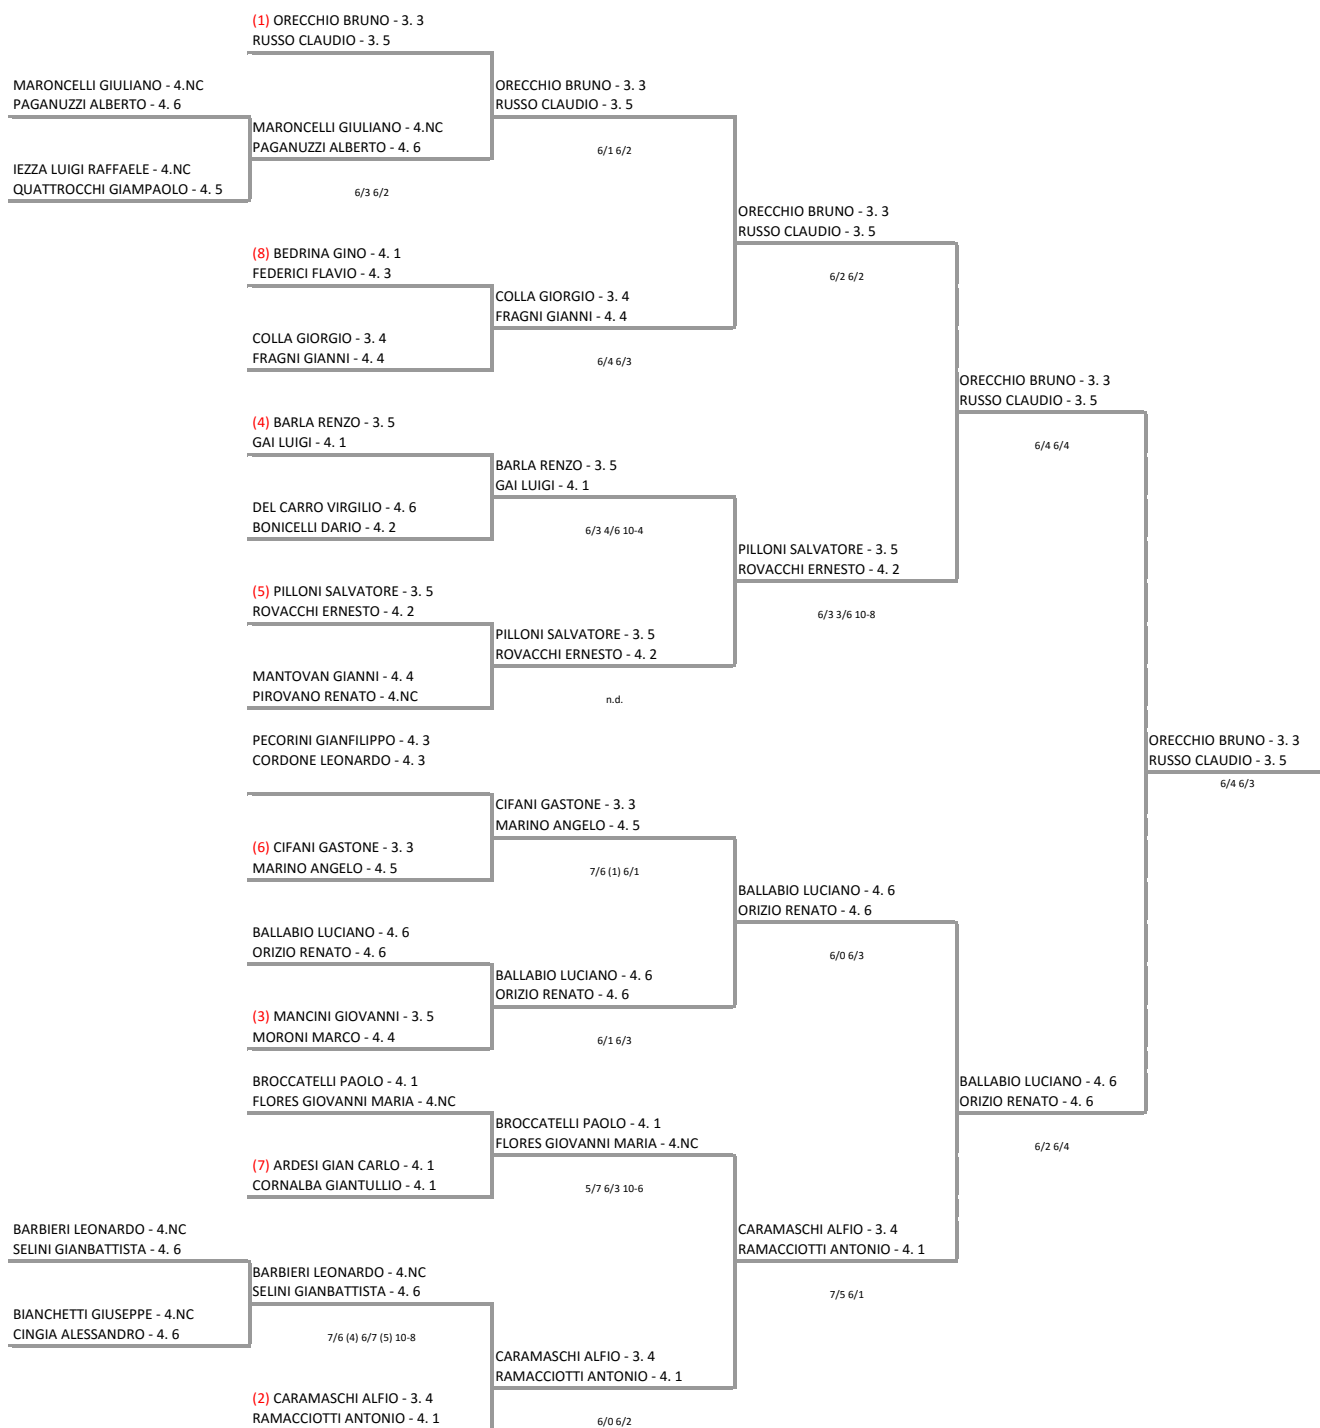 (1) ORECCHIO BRUNO - 3. 3
RUSSO CLAUDIO - 3. 5
MARONCELLI GIULIANO - 4.NC
PAGANUZZI ALBERTO - 4. 6
ORECCHIO BRUNO - 3. 3
RUSSO CLAUDIO - 3. 5
MARONCELLI GIULIANO - 4.NC
PAGANUZZI ALBERTO - 4. 6
6/1 6/2
IEZZA LUIGI RAFFAELE - 4.NC
QUATTROCCHI GIAMPAOLO - 4. 5
6/3 6/2
ORECCHIO BRUNO - 3. 3
RUSSO CLAUDIO - 3. 5
(8) BEDRINA GINO - 4. 1
FEDERICI FLAVIO - 4. 3
6/2 6/2
COLLA GIORGIO - 3. 4
FRAGNI GIANNI - 4. 4
COLLA GIORGIO - 3. 4
FRAGNI GIANNI - 4. 4
6/4 6/3
ORECCHIO BRUNO - 3. 3
RUSSO CLAUDIO - 3. 5
(4) BARLA RENZO - 3. 5
GAI LUIGI - 4. 1
6/4 6/4
BARLA RENZO - 3. 5
GAI LUIGI - 4. 1
DEL CARRO VIRGILIO - 4. 6
BONICELLI DARIO - 4. 2
6/3 4/6 10-4
PILLONI SALVATORE - 3. 5
ROVACCHI ERNESTO - 4. 2
(5) PILLONI SALVATORE - 3. 5
ROVACCHI ERNESTO - 4. 2
6/3 3/6 10-8
PILLONI SALVATORE - 3. 5
ROVACCHI ERNESTO - 4. 2
MANTOVAN GIANNI - 4. 4
PIROVANO RENATO - 4.NC
n.d.
PECORINI GIANFILIPPO - 4. 3
CORDONE LEONARDO - 4. 3
ORECCHIO BRUNO - 3. 3
RUSSO CLAUDIO - 3. 5
6/4 6/3
CIFANI GASTONE - 3. 3
MARINO ANGELO - 4. 5
(6) CIFANI GASTONE - 3. 3
MARINO ANGELO - 4. 5
7/6 (1) 6/1
BALLABIO LUCIANO - 4. 6
ORIZIO RENATO - 4. 6
BALLABIO LUCIANO - 4. 6
ORIZIO RENATO - 4. 6
6/0 6/3
BALLABIO LUCIANO - 4. 6
ORIZIO RENATO - 4. 6
(3) MANCINI GIOVANNI - 3. 5
MORONI MARCO - 4. 4
6/1 6/3
BROCCATELLI PAOLO - 4. 1
FLORES GIOVANNI MARIA - 4.NC
BALLABIO LUCIANO - 4. 6
ORIZIO RENATO - 4. 6
BROCCATELLI PAOLO - 4. 1
FLORES GIOVANNI MARIA - 4.NC
6/2 6/4
(7) ARDESI GIAN CARLO - 4. 1
CORNALBA GIANTULLIO - 4. 1
5/7 6/3 10-6
BARBIERI LEONARDO - 4.NC
SELINI GIANBATTISTA - 4. 6
CARAMASCHI ALFIO - 3. 4
RAMACCIOTTI ANTONIO - 4. 1
BARBIERI LEONARDO - 4.NC
SELINI GIANBATTISTA - 4. 6
7/5 6/1
BIANCHETTI GIUSEPPE - 4.NC
CINGIA ALESSANDRO - 4. 6
7/6 (4) 6/7 (5) 10-8
CARAMASCHI ALFIO - 3. 4
RAMACCIOTTI ANTONIO - 4. 1
(2) CARAMASCHI ALFIO - 3. 4
RAMACCIOTTI ANTONIO - 4. 1
6/0 6/2